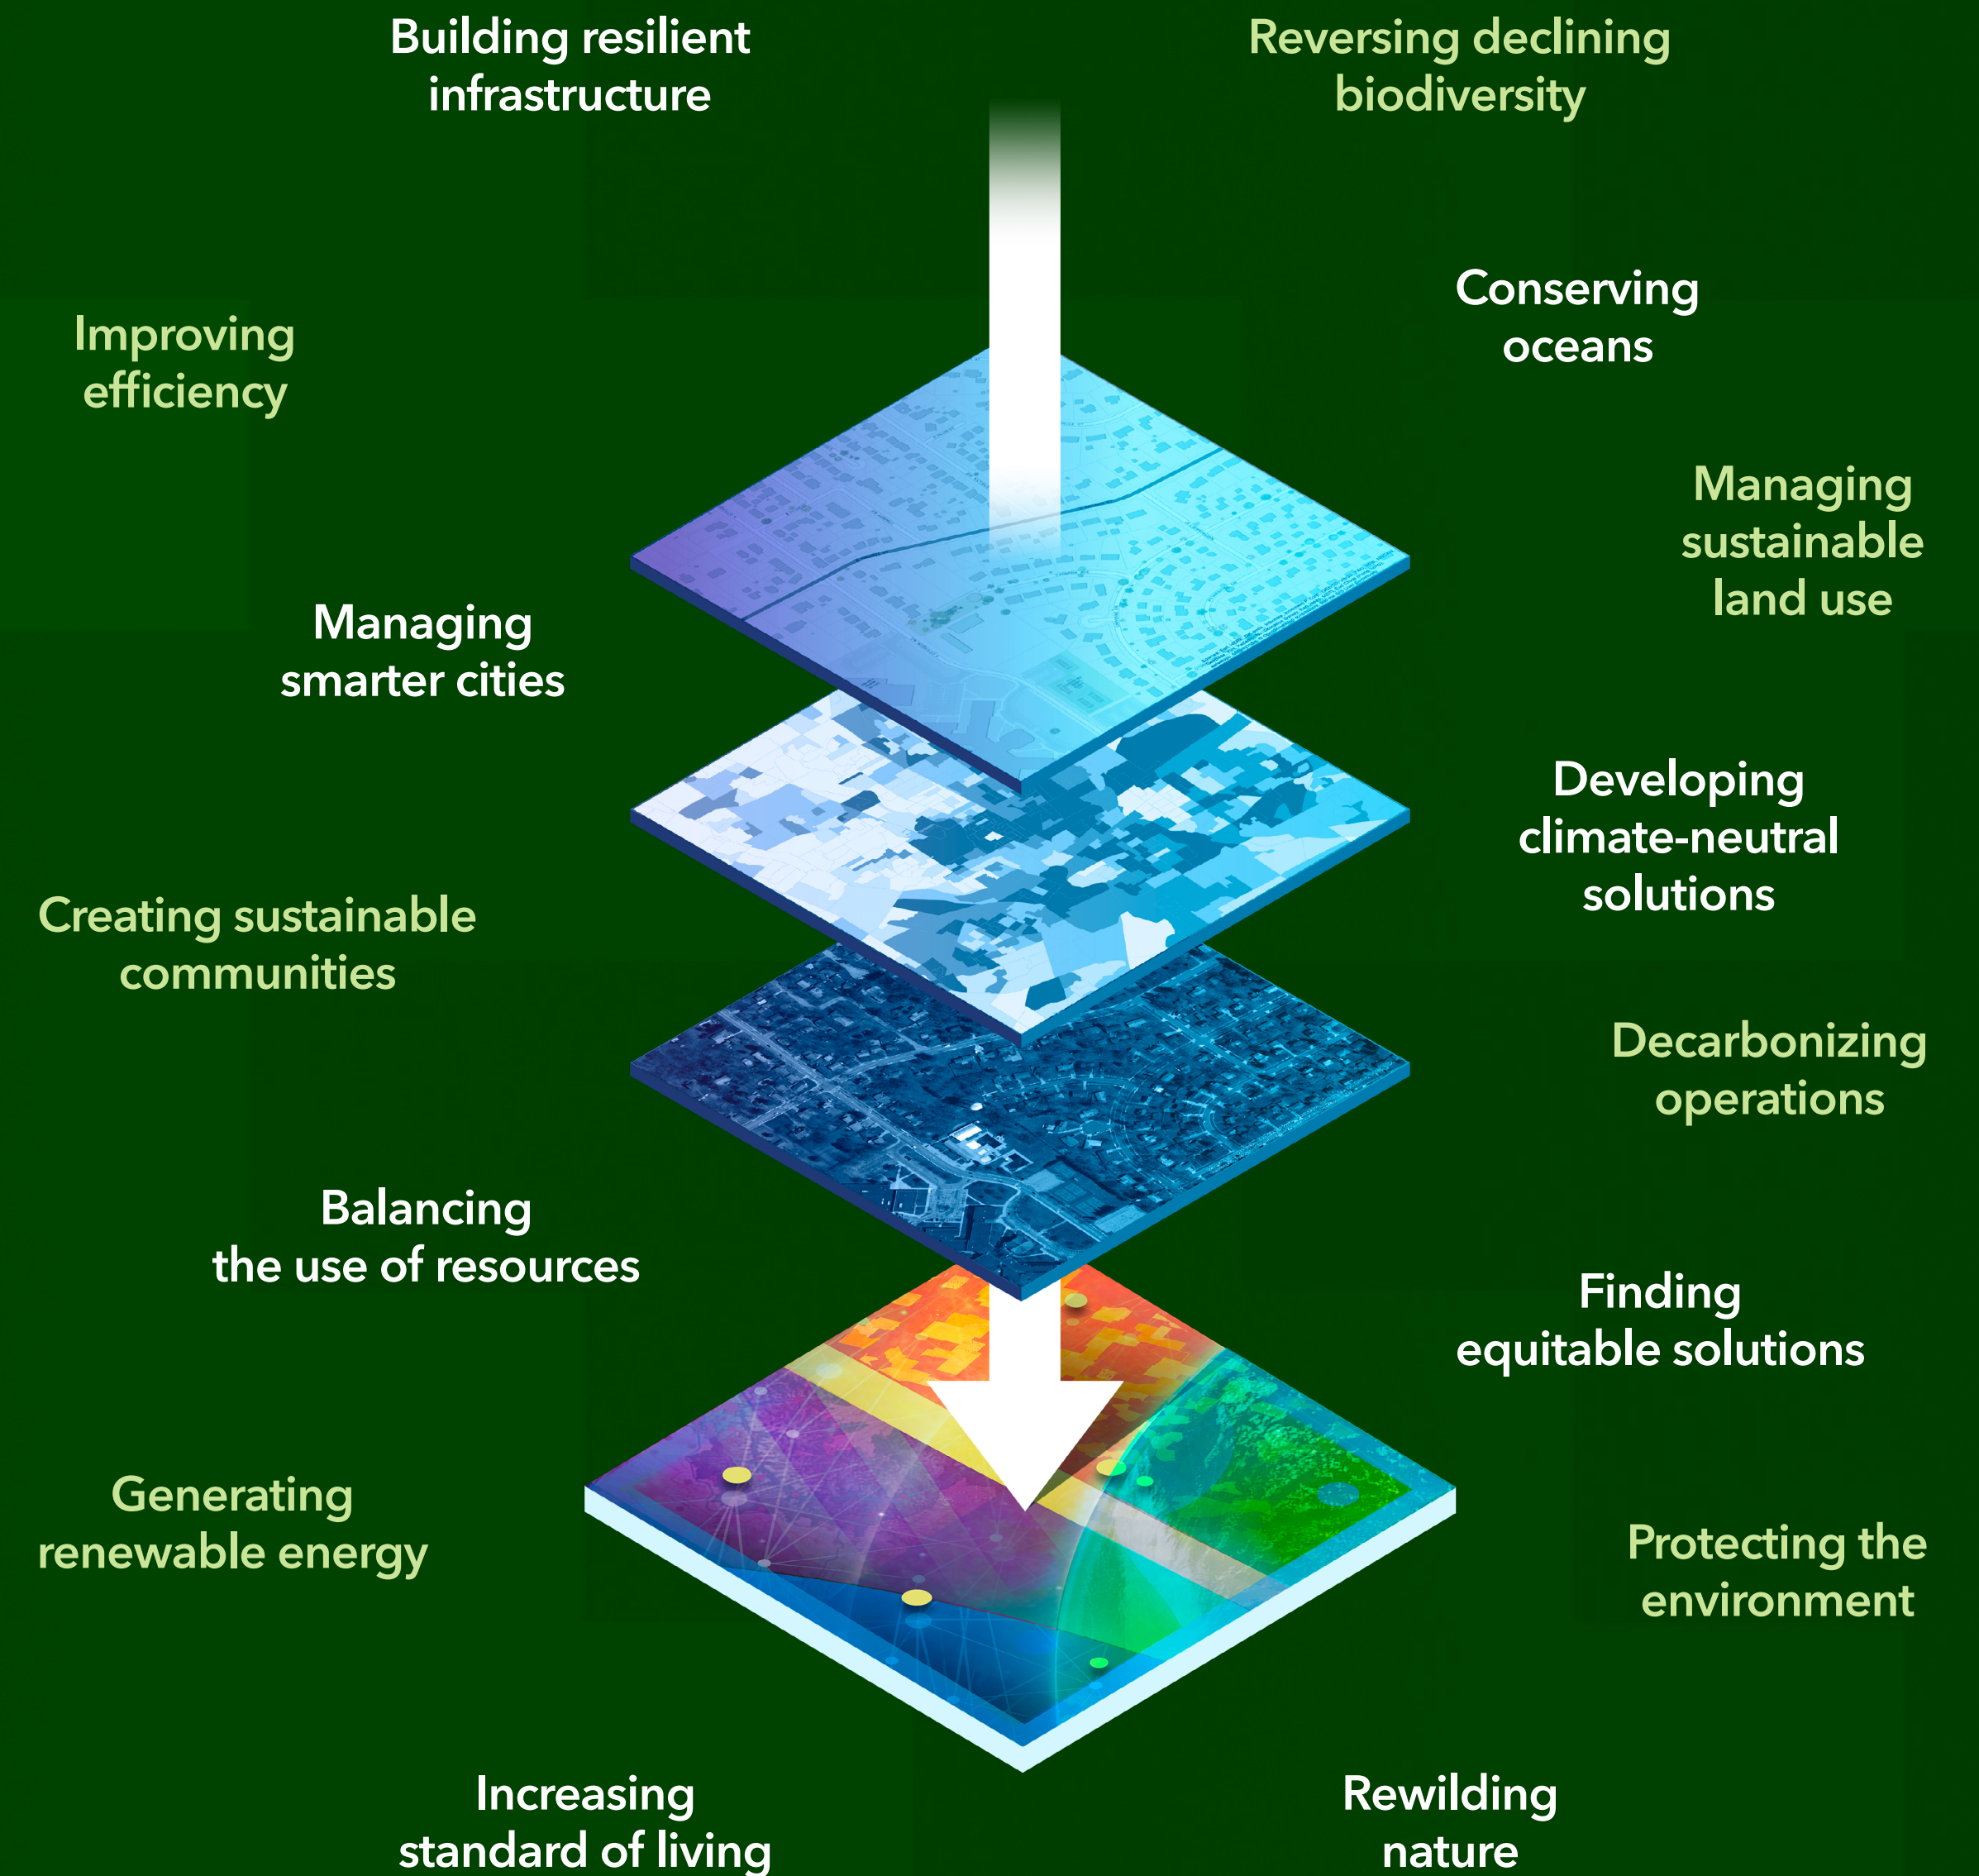 Building resilient
infrastructure
Reversing declining
biodiversity
Conserving
oceans
Improving
efficiency
Managing
sustainable
land use
Managing
smarter cities
Developing
climate-neutral
solutions
Creating sustainable
communities
Decarbonizing
operations
Balancing
the use of resources
Finding
equitable solutions
Generating
renewable energy
Protecting the
environment
Increasing
standard of living
Rewilding
nature